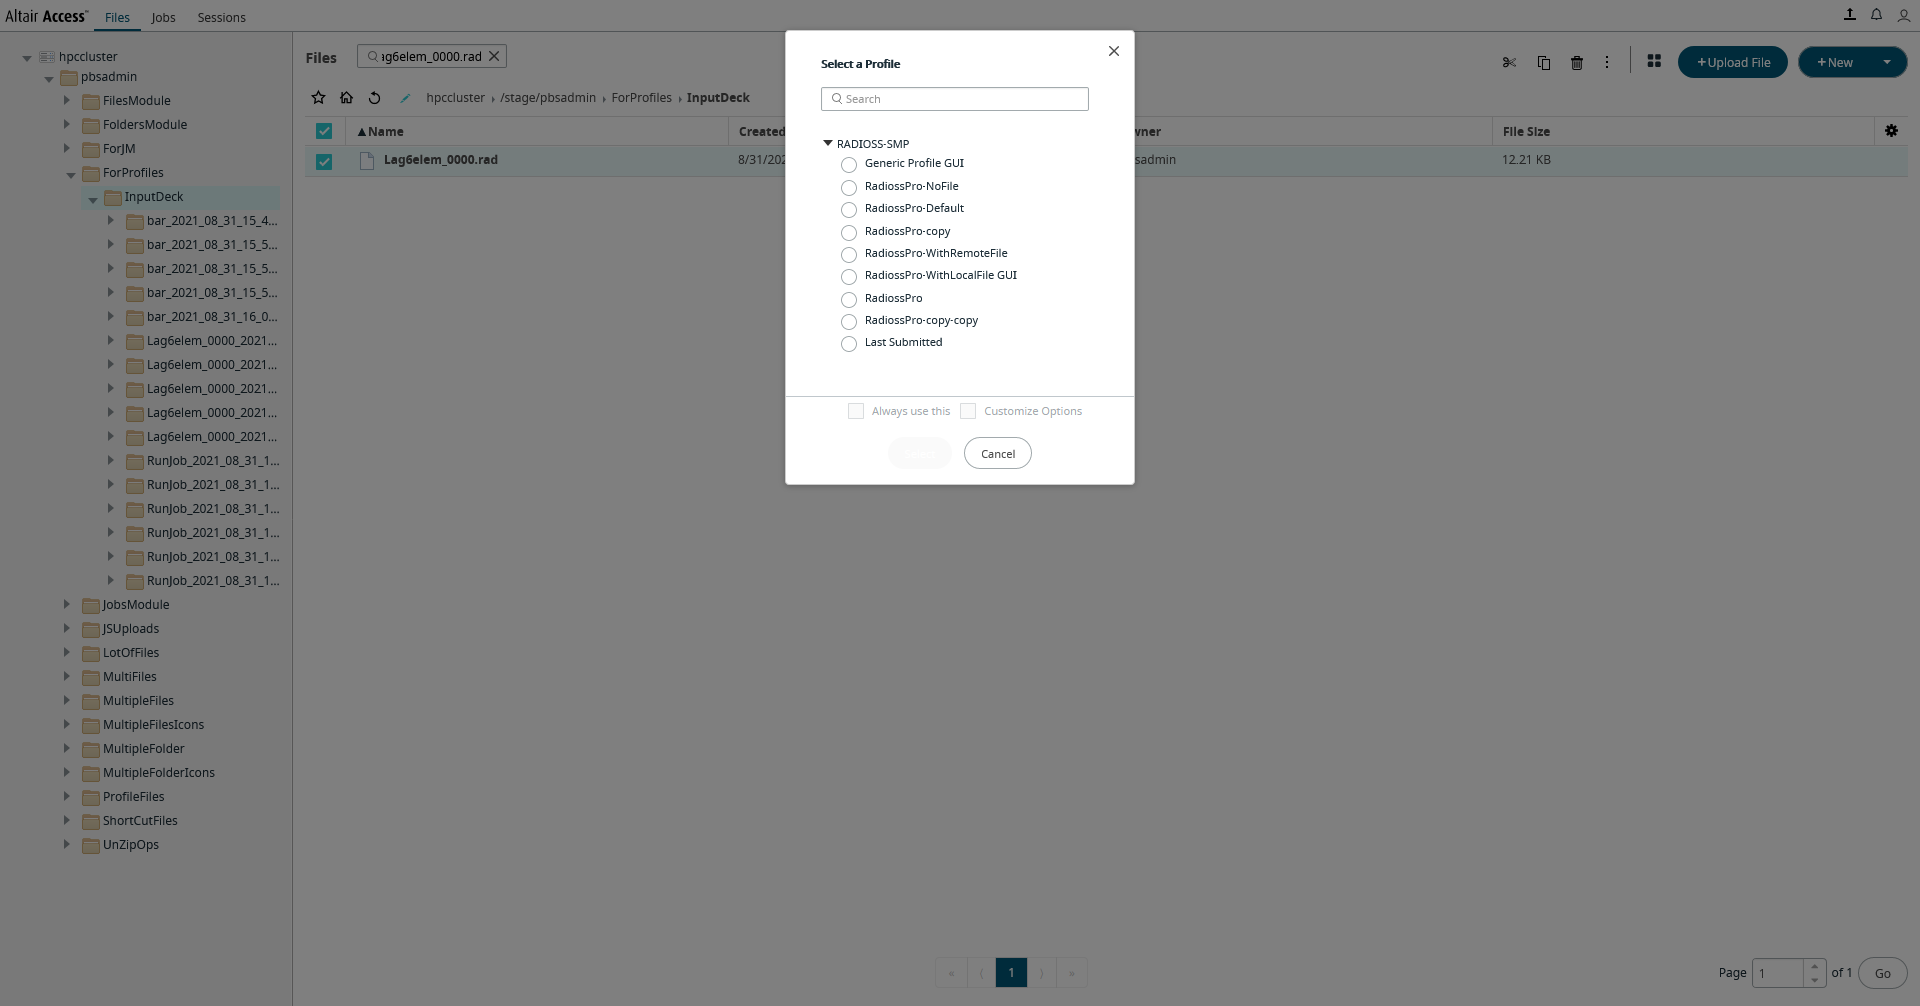 Altair Access™ Files Jobs Sessions
hpccluster
pbsadmin
FilesModule
FoldersModule
ForJM
ForProfiles
InputDeck
bar_2021_08_31_15_4...
bar_2021_08_31_15_5...
bar_2021_08_31_15_5...
bar_2021_08_31_15_5...
bar_2021_08_31_16_0...
Lag6elem_0000_2021...
Lag6elem_0000_2021...
Lag6elem_0000_2021...
Lag6elem_0000_2021...
Lag6elem_0000_2021...
RunJob_2021_08_31_1...
RunJob_2021_08_31_1...
RunJob_2021_08_31_1...
RunJob_2021_08_31_1...
RunJob_2021_08_31_1...
RunJob_2021_08_31_1...
JobsModule
JSUploads
LotOfFiles
MultiFiles
MultipleFiles
MultipleFilesIcons
MultipleFolder
MultipleFolderIcons
ProfileFiles
ShortCutFiles
UnZipOps
Files ag6elem_0000.rad
+Upload File +New
hpccluster › /stage/pbsadmin › ForProfiles › InputDeck
Name Created wner File Size
Lag6elem_0000.rad 8/31/202 sadmin 12.21 KB
Select a Profile
Search
RADIOSS-SMP
Generic Profile GUI
RadiossPro-NoFile
RadiossPro-Default
RadiossPro-copy
RadiossPro-WithRemoteFile
RadiossPro-WithLocalFile GUI
RadiossPro
RadiossPro-copy-copy
Last Submitted
Always use this Customize Options
Cancel
« ⟨ 1 ⟩ »
Page 1 of 1 Go